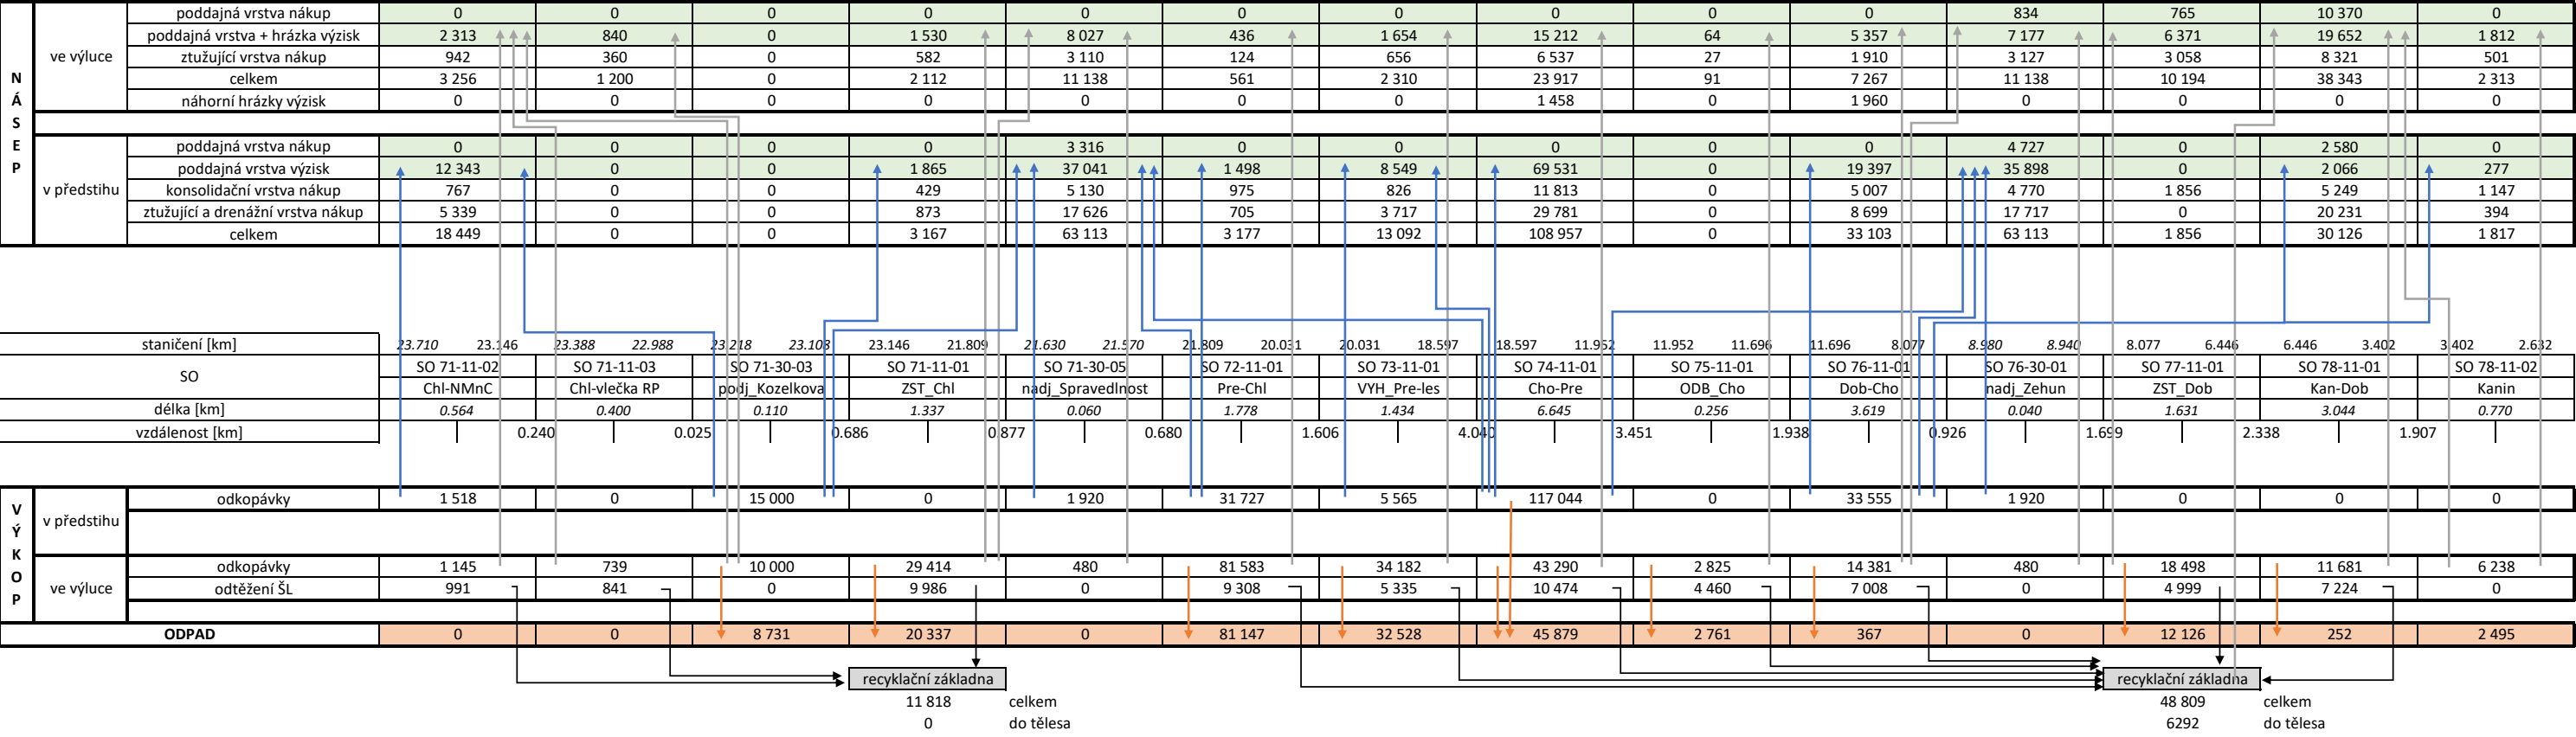 poddajná vrstva nákup 0 0 0 0 0 0 0 0 0 0 834 765 10 370 0
NÁSEP
ve výluce
poddajná vrstva + hrázka výzisk 2 313 840 0 1 530 8 027 436 1 654 15 212 64 5 357 7 177 6 371 19 652 1 812
ztužující vrstva nákup 942 360 0 582 3 110 124 656 6 537 27 1 910 3 127 3 058 8 321 501
celkem 3 256 1 200 0 2 112 11 138 561 2 310 23 917 91 7 267 11 138 10 194 38 343 2 313
náhorní hrázky výzisk 0 0 0 0 0 0 0 1 458 0 1 960 0 0 0 0
v předstihu
poddajná vrstva nákup 0 0 0 0 3 316 0 0 0 0 0 4 727 0 2 580 0
poddajná vrstva výzisk 12 343 0 0 1 865 37 041 1 498 8 549 69 531 0 19 397 35 898 0 2 066 277
konsolidační vrstva nákup 767 0 0 429 5 130 975 826 11 813 0 5 007 4 770 1 856 5 249 1 147
ztužující a drenážní vrstva nákup 5 339 0 0 873 17 626 705 3 717 29 781 0 8 699 17 717 0 20 231 394
celkem 18 449 0 0 3 167 63 113 3 177 13 092 108 957 0 33 103 63 113 1 856 30 126 1 817
staničení [km] 23.710 23.146 23.388 22.988 23.218 23.108 23.146 21.809 21.630 21.570 21.809 20.031 20.031 18.597 18.597 11.952 11.952 11.696 11.696 8.077 8.980 8.940 8.077 6.446 6.446 3.402 3.402 2.632
SO SO 71-11-02 SO 71-11-03 SO 71-30-03 SO 71-11-01 SO 71-30-05 SO 72-11-01 SO 73-11-01 SO 74-11-01 SO 75-11-01 SO 76-11-01 SO 76-30-01 SO 77-11-01 SO 78-11-01 SO 78-11-02
Chl-NMnC Chl-vlečka RP podj_Kozelkova ZST_Chl nadj_Spravedlnost Pre-Chl VYH_Pre-les Cho-Pre ODB_Cho Dob-Cho nadj_Zehun ZST_Dob Kan-Dob Kanin
délka [km] 0.564 0.400 0.110 1.337 0.060 1.778 1.434 6.645 0.256 3.619 0.040 1.631 3.044 0.770
vzdálenost [km] 0.240 0.025 0.686 0.877 0.680 1.606 4.040 3.451 1.938 0.926 1.699 2.338 1.907
VÝKOP
v předstihu
odkopávky 1 518 0 15 000 0 1 920 31 727 5 565 117 044 0 33 555 1 920 0 0 0
ve výluce
odkopávky 1 145 739 10 000 29 414 480 81 583 34 182 43 290 2 825 14 381 480 18 498 11 681 6 238
odtěžení ŠL 991 841 0 9 986 0 9 308 5 335 10 474 4 460 7 008 0 4 999 7 224 0
ODPAD 0 0 8 731 20 337 0 81 147 32 528 45 879 2 761 367 0 12 126 252 2 495
recyklační základna recyklační základna
11 818 celkem 48 809 celkem
0 do tělesa 6292 do tělesa